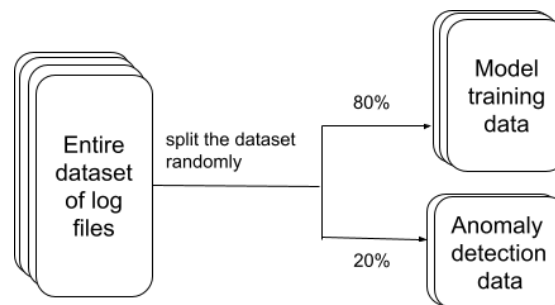 Entire
dataset
of log
files
split the dataset
randomly
80%
Model
training
data
20%
Anomaly
detection
data